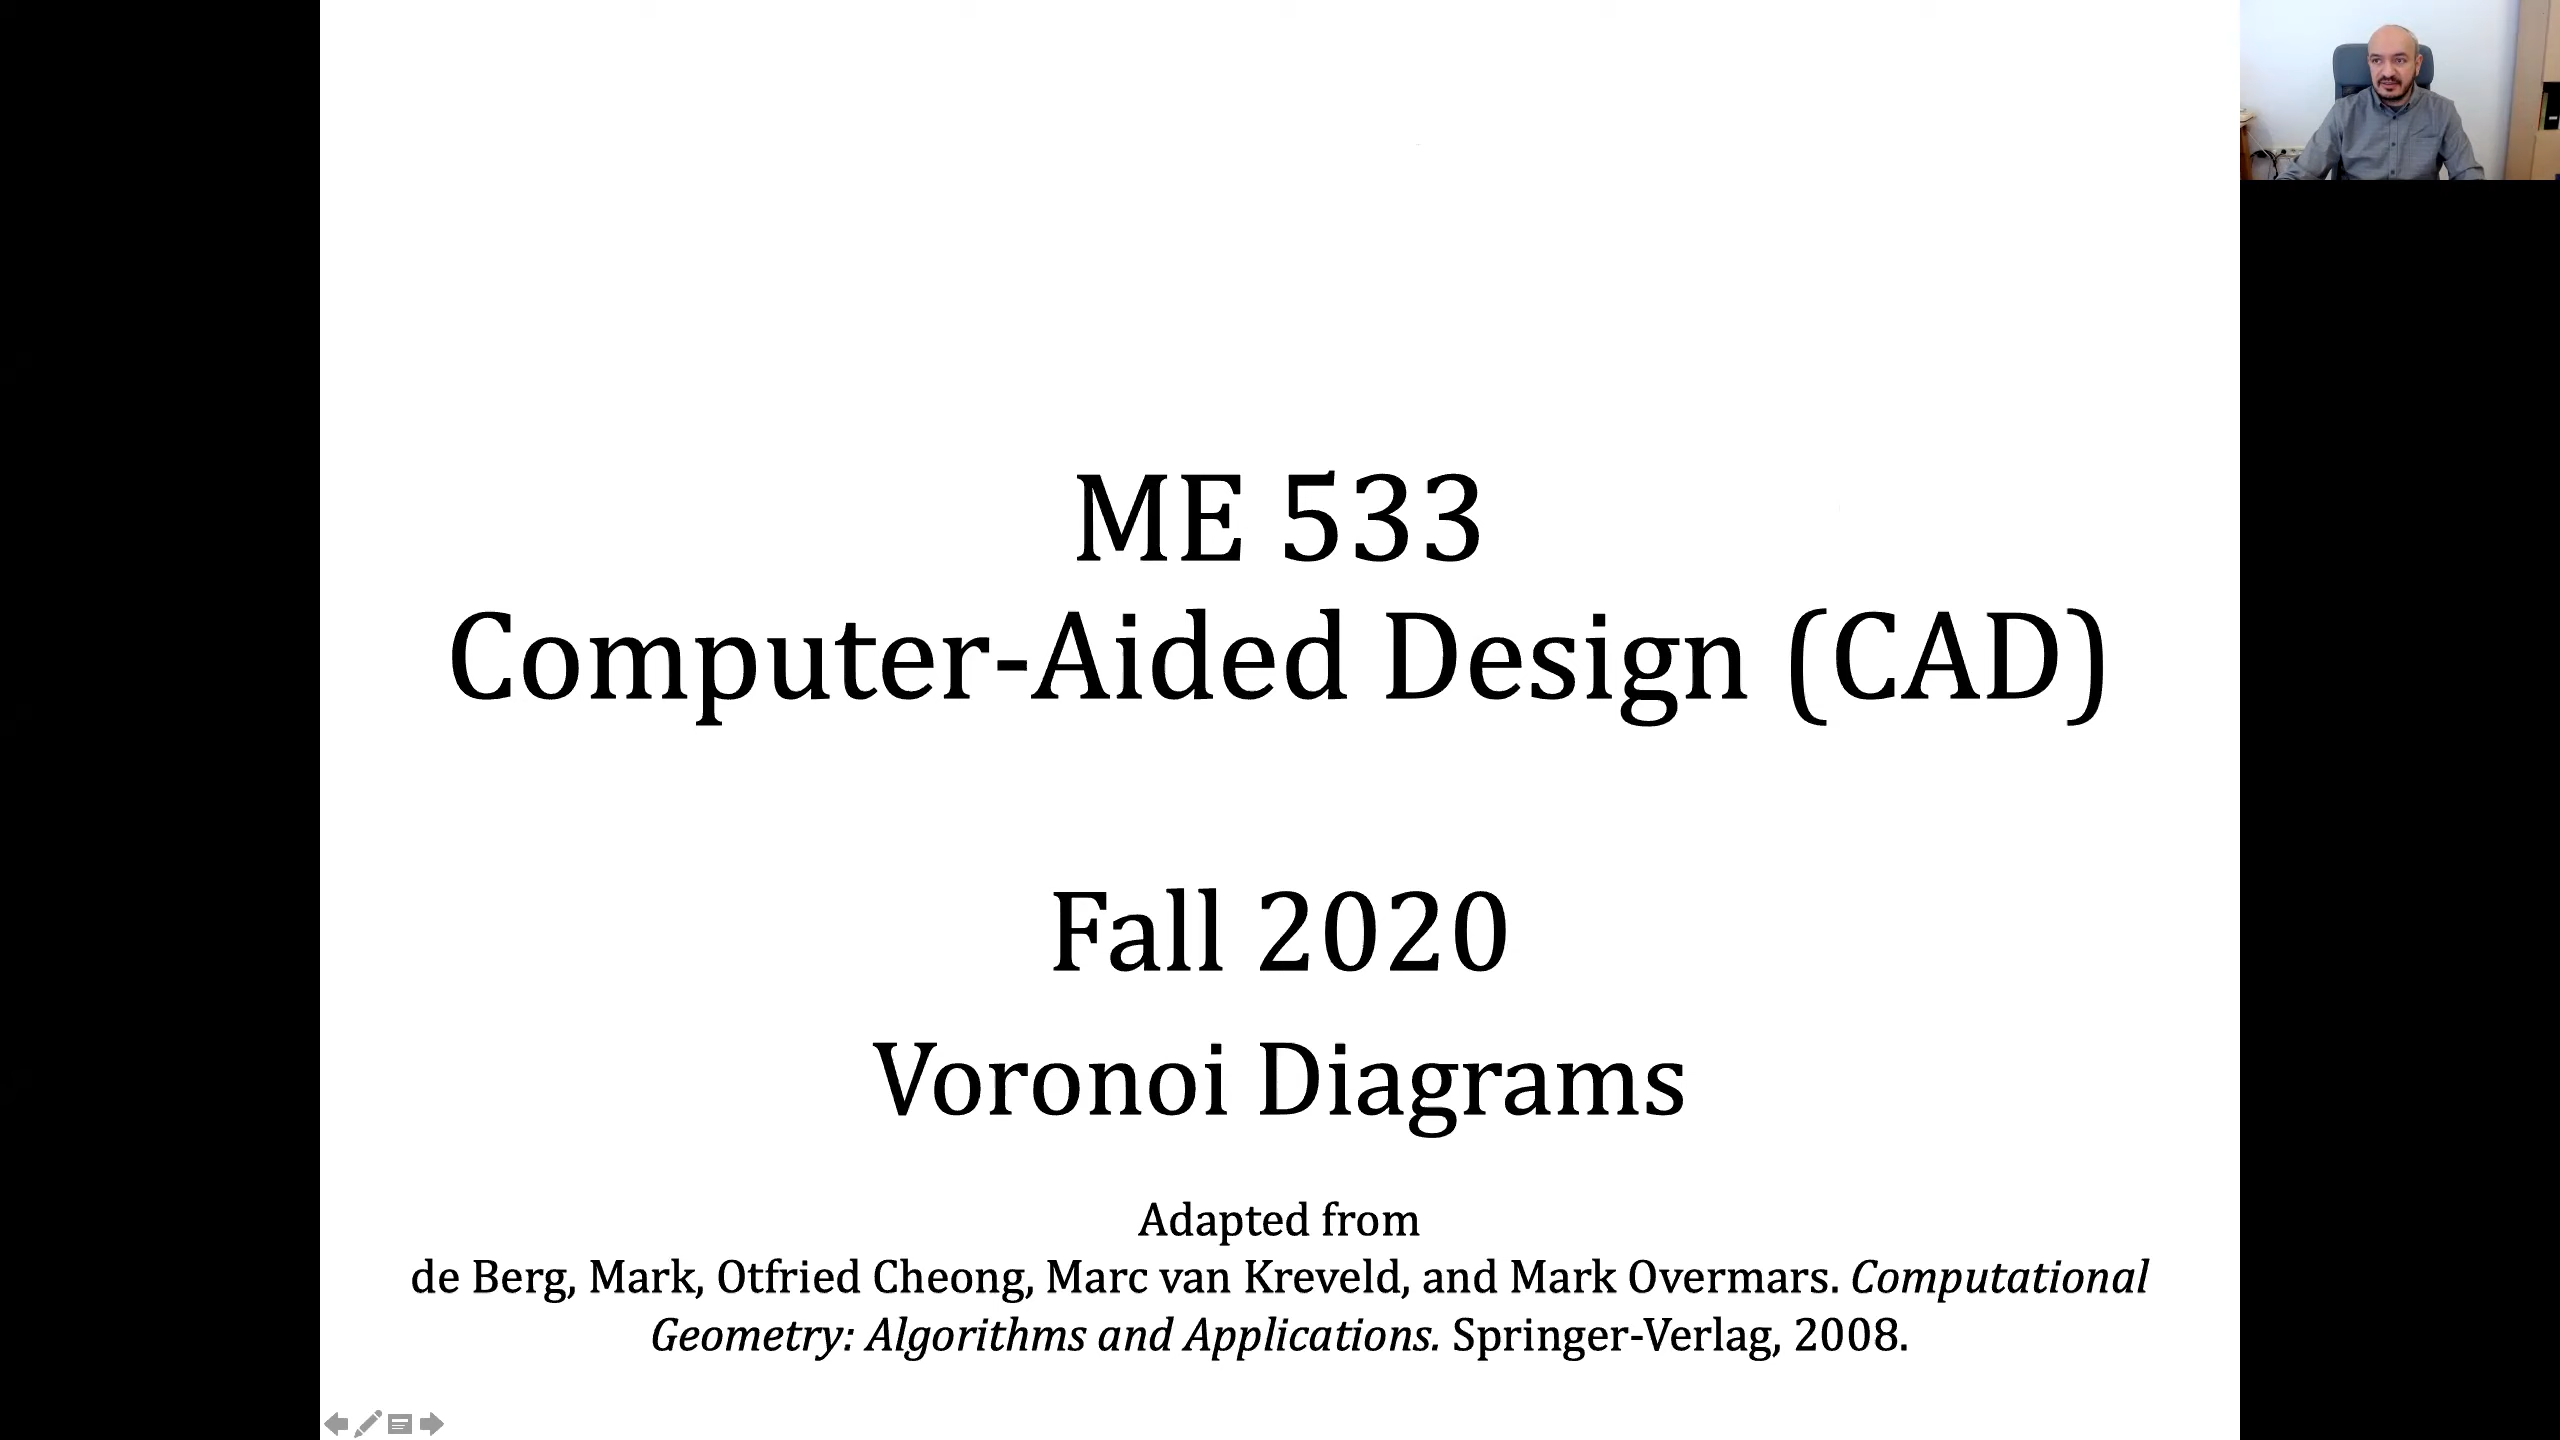 ME 533
Computer-Aided Design (CAD)
Fall 2020
Voronoi Diagrams
Adapted from
de Berg, Mark, Otfried Cheong, Marc van Kreveld, and Mark Overmars. Computational
Geometry: Algorithms and Applications. Springer-Verlag, 2008.